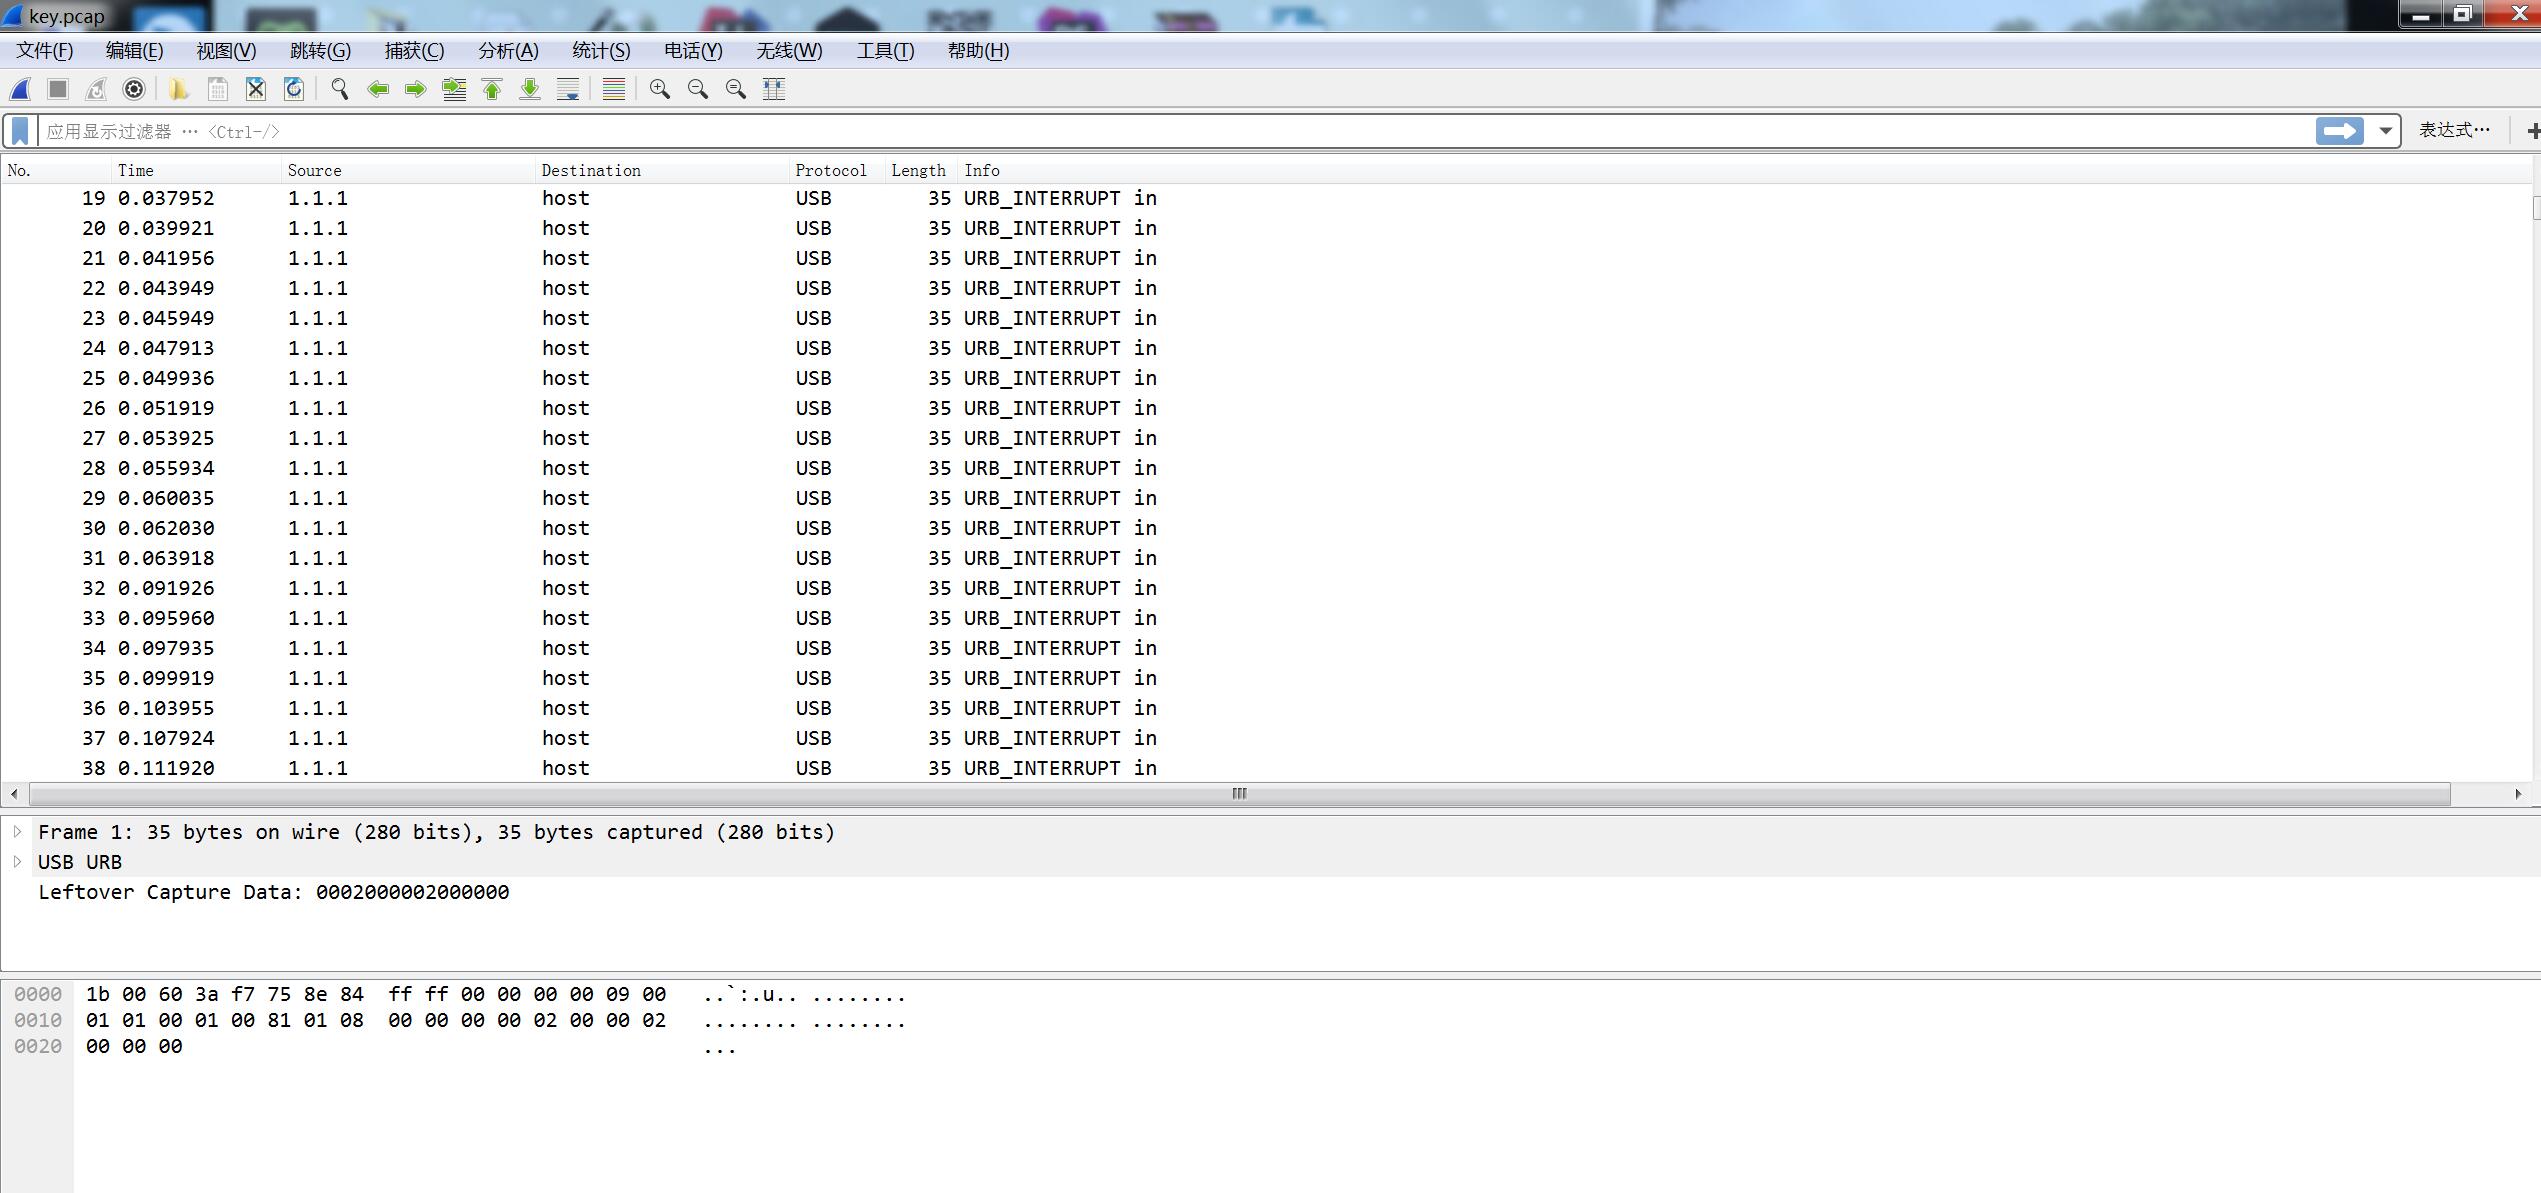 key.pcap
文件(F) 编辑(E) 视图(V) 跳转(G) 捕获(C) 分析(A) 统计(S) 电话(Y) 无线(W) 工具(T) 帮助(H)
应用显示过滤器 … <Ctrl-/> 表达式…
No. Time Source Destination Protocol Length Info
19 0.037952 1.1.1 host USB 35 URB_INTERRUPT in
20 0.039921 1.1.1 host USB 35 URB_INTERRUPT in
21 0.041956 1.1.1 host USB 35 URB_INTERRUPT in
22 0.043949 1.1.1 host USB 35 URB_INTERRUPT in
23 0.045949 1.1.1 host USB 35 URB_INTERRUPT in
24 0.047913 1.1.1 host USB 35 URB_INTERRUPT in
25 0.049936 1.1.1 host USB 35 URB_INTERRUPT in
26 0.051919 1.1.1 host USB 35 URB_INTERRUPT in
27 0.053925 1.1.1 host USB 35 URB_INTERRUPT in
28 0.055934 1.1.1 host USB 35 URB_INTERRUPT in
29 0.060035 1.1.1 host USB 35 URB_INTERRUPT in
30 0.062030 1.1.1 host USB 35 URB_INTERRUPT in
31 0.063918 1.1.1 host USB 35 URB_INTERRUPT in
32 0.091926 1.1.1 host USB 35 URB_INTERRUPT in
33 0.095960 1.1.1 host USB 35 URB_INTERRUPT in
34 0.097935 1.1.1 host USB 35 URB_INTERRUPT in
35 0.099919 1.1.1 host USB 35 URB_INTERRUPT in
36 0.103955 1.1.1 host USB 35 URB_INTERRUPT in
37 0.107924 1.1.1 host USB 35 URB_INTERRUPT in
38 0.111920 1.1.1 host USB 35 URB_INTERRUPT in
Frame 1: 35 bytes on wire (280 bits), 35 bytes captured (280 bits)
USB URB
Leftover Capture Data: 0002000002000000
0000 1b 00 60 3a f7 75 8e 84 ff ff 00 00 00 00 09 00 ..`:.u.. ........
0010 01 01 00 01 00 81 01 08 00 00 00 00 02 00 00 02 ........ ........
0020 00 00 00 ...